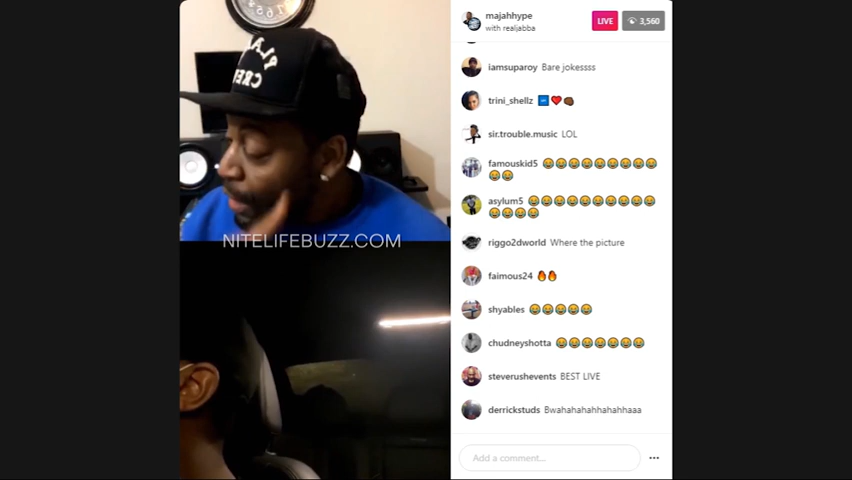 majahhype
with realjabba
LIVE
3,560
iamsuparoy Bare jokessss
trini_shellz
sir.trouble.music LOL
famouskid5 😂😂😂😂😂😂😂😂😂
😂😂
asylum5 😂😂😂😂😂😂😂😂😂😂
😂😂😂😂
riggo2dworld Where the picture
faimous24 🔥🔥
shyables 😂😂😂😂😂
chudneyshotta 😂😂😂😂😂😂😂
steverushevents BEST LIVE
derrickstuds Bwahahahhahahhaaa
Add a comment...
NITELIFEBUZZ.COM